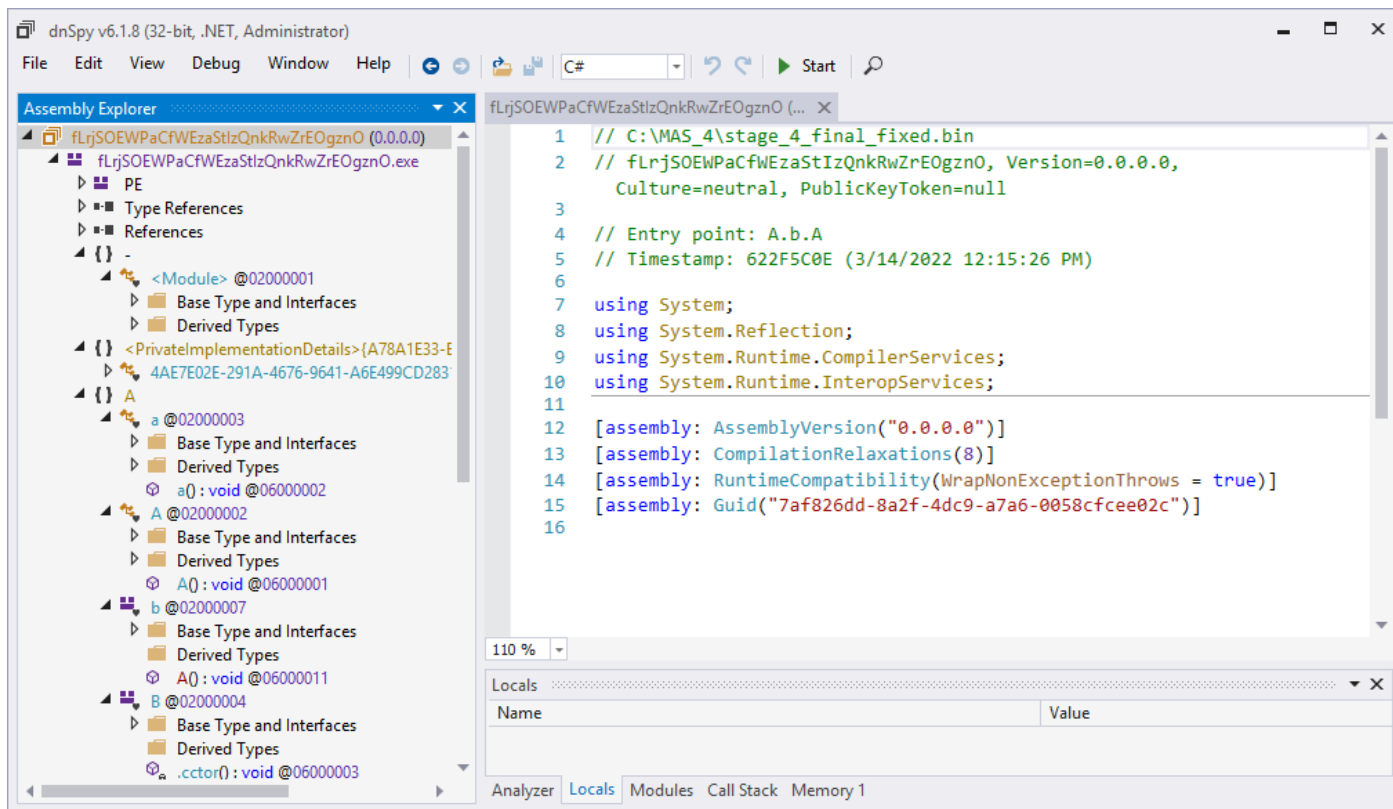 dnSpy v6.1.8 (32-bit, .NET, Administrator)
File Edit View Debug Window Help C# Start
Assembly Explorer
fLrjSOEWPaCfWEzaStIzQnkRwZrEOgznO (0.0.0.0)
fLrjSOEWPaCfWEzaStIzQnkRwZrEOgznO.exe
PE
Type References
References
{ } -
<Module> @02000001
Base Type and Interfaces
Derived Types
{ } <PrivateImplementationDetails>{A78A1E33-E
4AE7E02E-291A-4676-9641-A6E499CD283
{ } A
a @02000003
Base Type and Interfaces
Derived Types
a() : void @06000002
A @02000002
Base Type and Interfaces
Derived Types
A() : void @06000001
b @02000007
Base Type and Interfaces
Derived Types
A() : void @06000011
B @02000004
Base Type and Interfaces
Derived Types
.cctor() : void @06000003
fLrjSOEWPaCfWEzaStIzQnkRwZrEOgznO (...
1 // C:\MAS_4\stage_4_final_fixed.bin
2 // fLrjSOEWPaCfWEzaStIzQnkRwZrEOgznO, Version=0.0.0.0,
Culture=neutral, PublicKeyToken=null
3
4 // Entry point: A.b.A
5 // Timestamp: 622F5C0E (3/14/2022 12:15:26 PM)
6
7 using System;
8 using System.Reflection;
9 using System.Runtime.CompilerServices;
10 using System.Runtime.InteropServices;
11
12 [assembly: AssemblyVersion("0.0.0.0")]
13 [assembly: CompilationRelaxations(8)]
14 [assembly: RuntimeCompatibility(WrapNonExceptionThrows = true)]
15 [assembly: Guid("7af826dd-8a2f-4dc9-a7a6-0058cfcee02c")]
16
110 %
Locals
Name Value
Analyzer Locals Modules Call Stack Memory 1